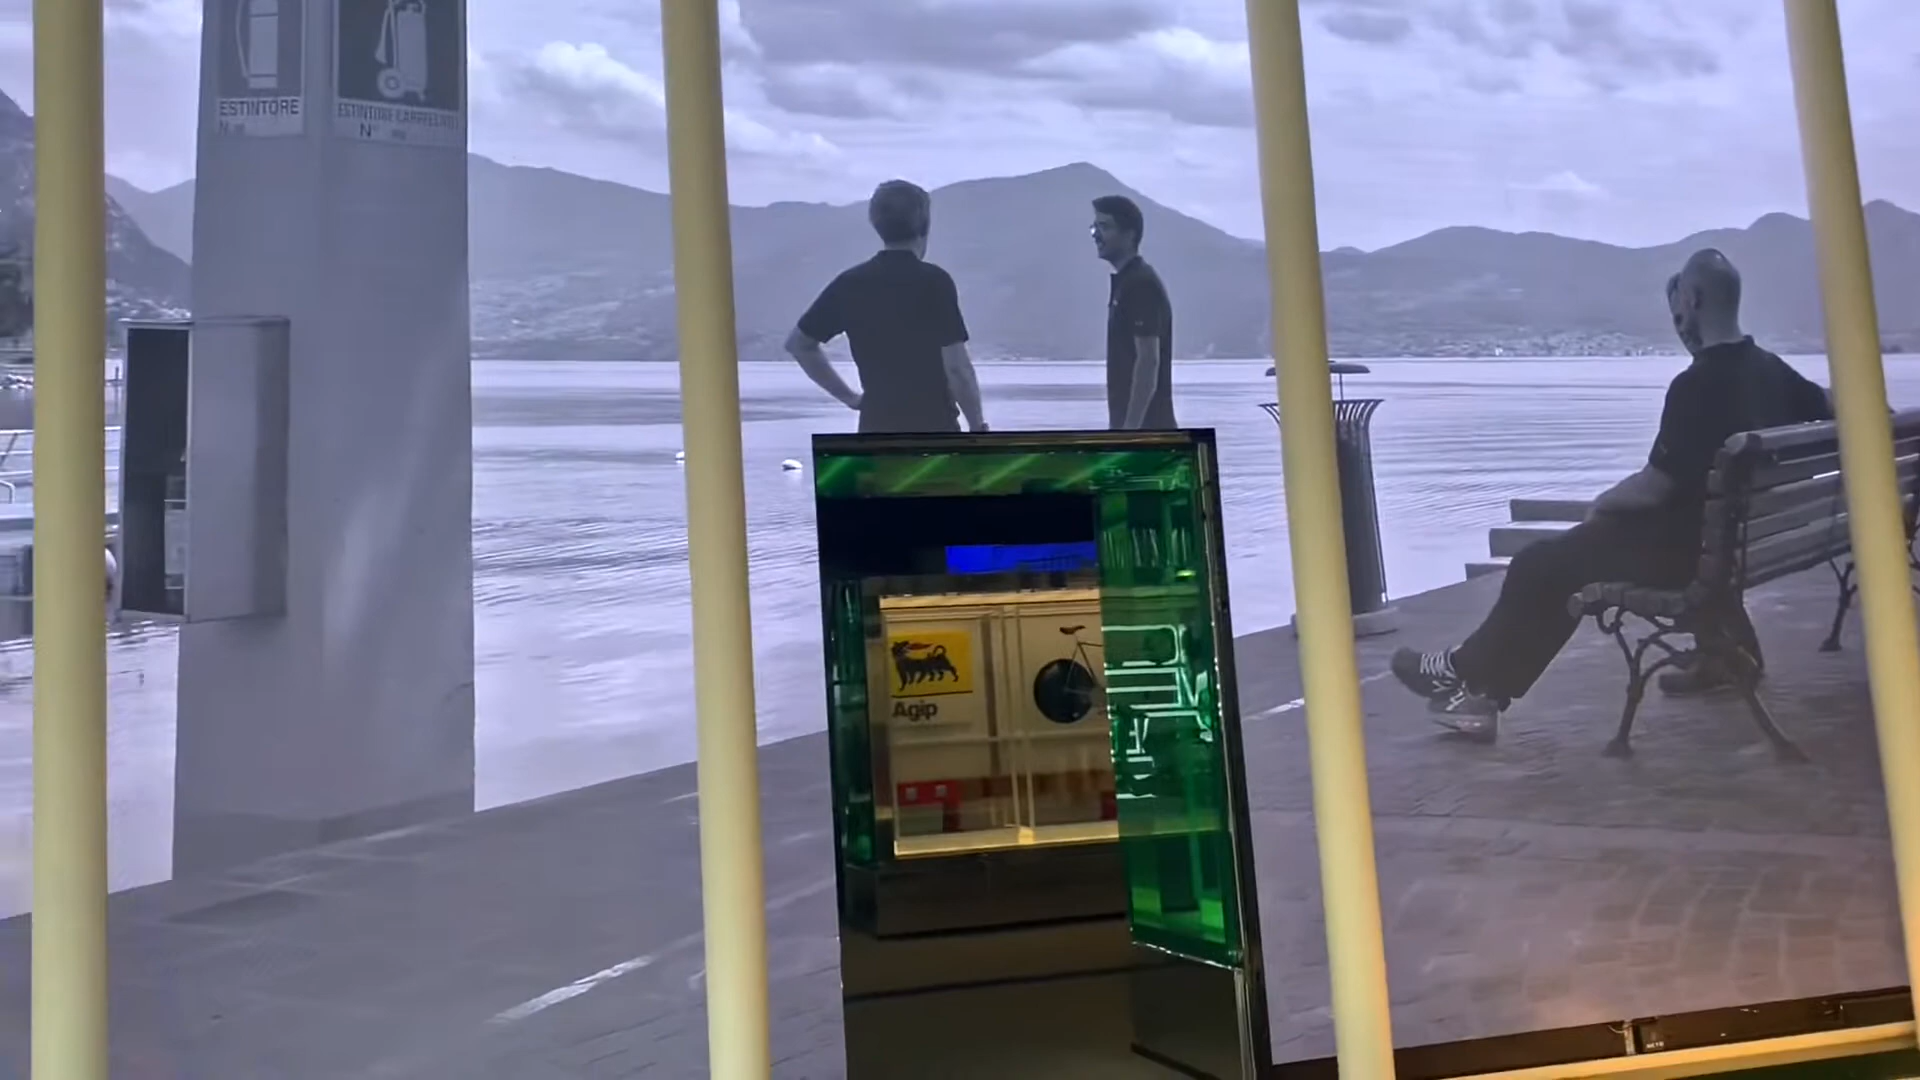 ESTINTORE
N°
ESTINTORE CARRELLATO
N°
Agip